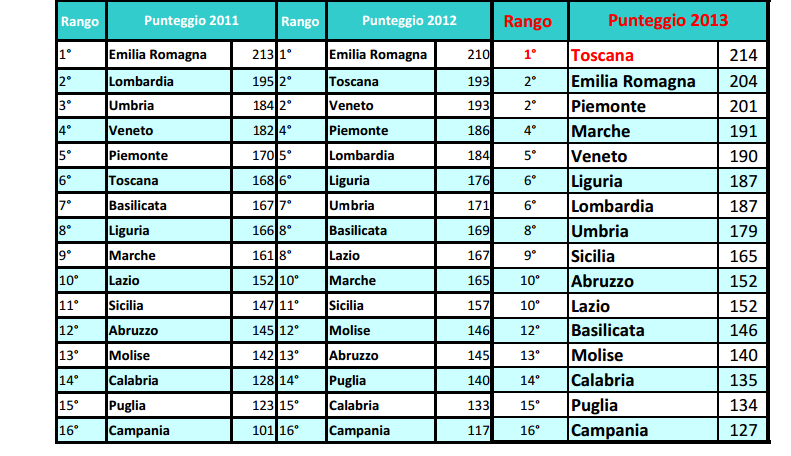 Rango Punteggio 2011 Rango Punteggio 2012 Rango Punteggio 2013
1° Emilia Romagna 213 1° Emilia Romagna 210 1° Toscana 214
2° Lombardia 195 2° Toscana 193 2° Emilia Romagna 204
3° Umbria 184 2° Veneto 193 2° Piemonte 201
4° Veneto 182 4° Piemonte 186 4° Marche 191
5° Piemonte 170 5° Lombardia 184 5° Veneto 190
6° Toscana 168 6° Liguria 176 6° Liguria 187
7° Basilicata 167 7° Umbria 171 6° Lombardia 187
8° Liguria 166 8° Basilicata 169 8° Umbria 179
9° Marche 161 8° Lazio 167 9° Sicilia 165
10° Lazio 152 10° Marche 165 10° Abruzzo 152
11° Sicilia 147 11° Sicilia 157 10° Lazio 152
12° Abruzzo 145 12° Molise 146 12° Basilicata 146
13° Molise 142 13° Abruzzo 145 13° Molise 140
14° Calabria 128 14° Puglia 140 14° Calabria 135
15° Puglia 123 15° Calabria 133 15° Puglia 134
16° Campania 101 16° Campania 117 16° Campania 127